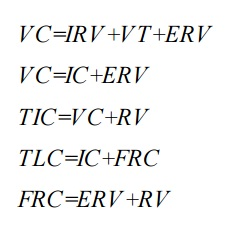 VC=IRV+VT+ERV
VC=IC+ERV
TIC=VC+RV
TLC=IC+FRC
FRC=ERV+RV